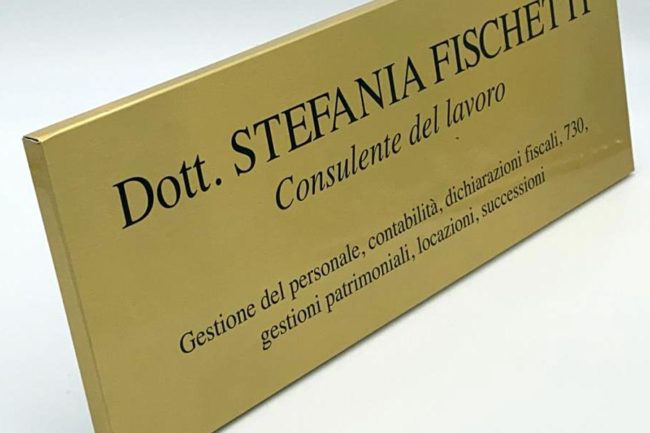 Dott. STEFANIA FISCHETTI
Consulente del lavoro
Gestione del personale, contabilità, dichiarazioni fiscali, 730,
gestioni patrimoniali, locazioni, successioni